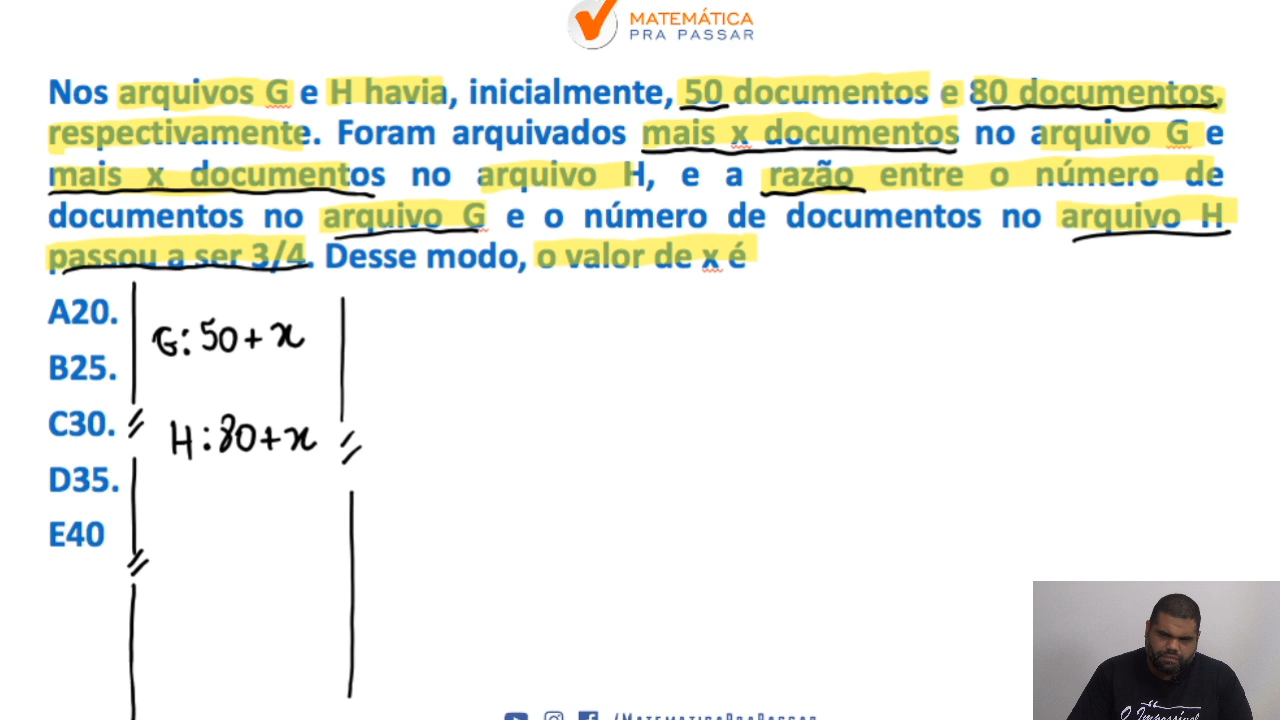 MATEMÁTICA
PRA PASSAR
Nos arquivos G e H havia, inicialmente, 50 documentos e 80 documentos,
respectivamente. Foram arquivados mais x documentos no arquivo G e
mais x documentos no arquivo H, e a razão entre o número de
documentos no arquivo G e o número de documentos no arquivo H
passou a ser 3/4. Desse modo, o valor de x é
A20.
B25.
C30.
D35.
E40
G: 50 + x
H: 80 + x
O Impossível
/MATEMATICAPRAPASSAR